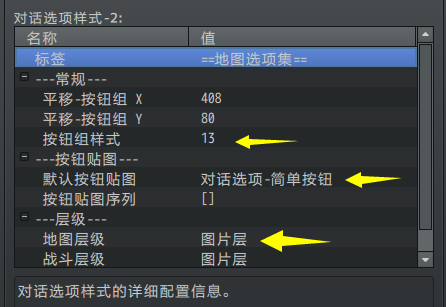 对话选项样式-2:
名称 值
标签 ==地图选项集==
---常规---
平移-按钮组 X 408
平移-按钮组 Y 80
按钮组样式 13
---按钮贴图---
默认按钮贴图 对话选项-简单按钮
按钮贴图序列 []
---层级---
地图层级 图片层
战斗层级 图片层
对话选项样式的详细配置信息。